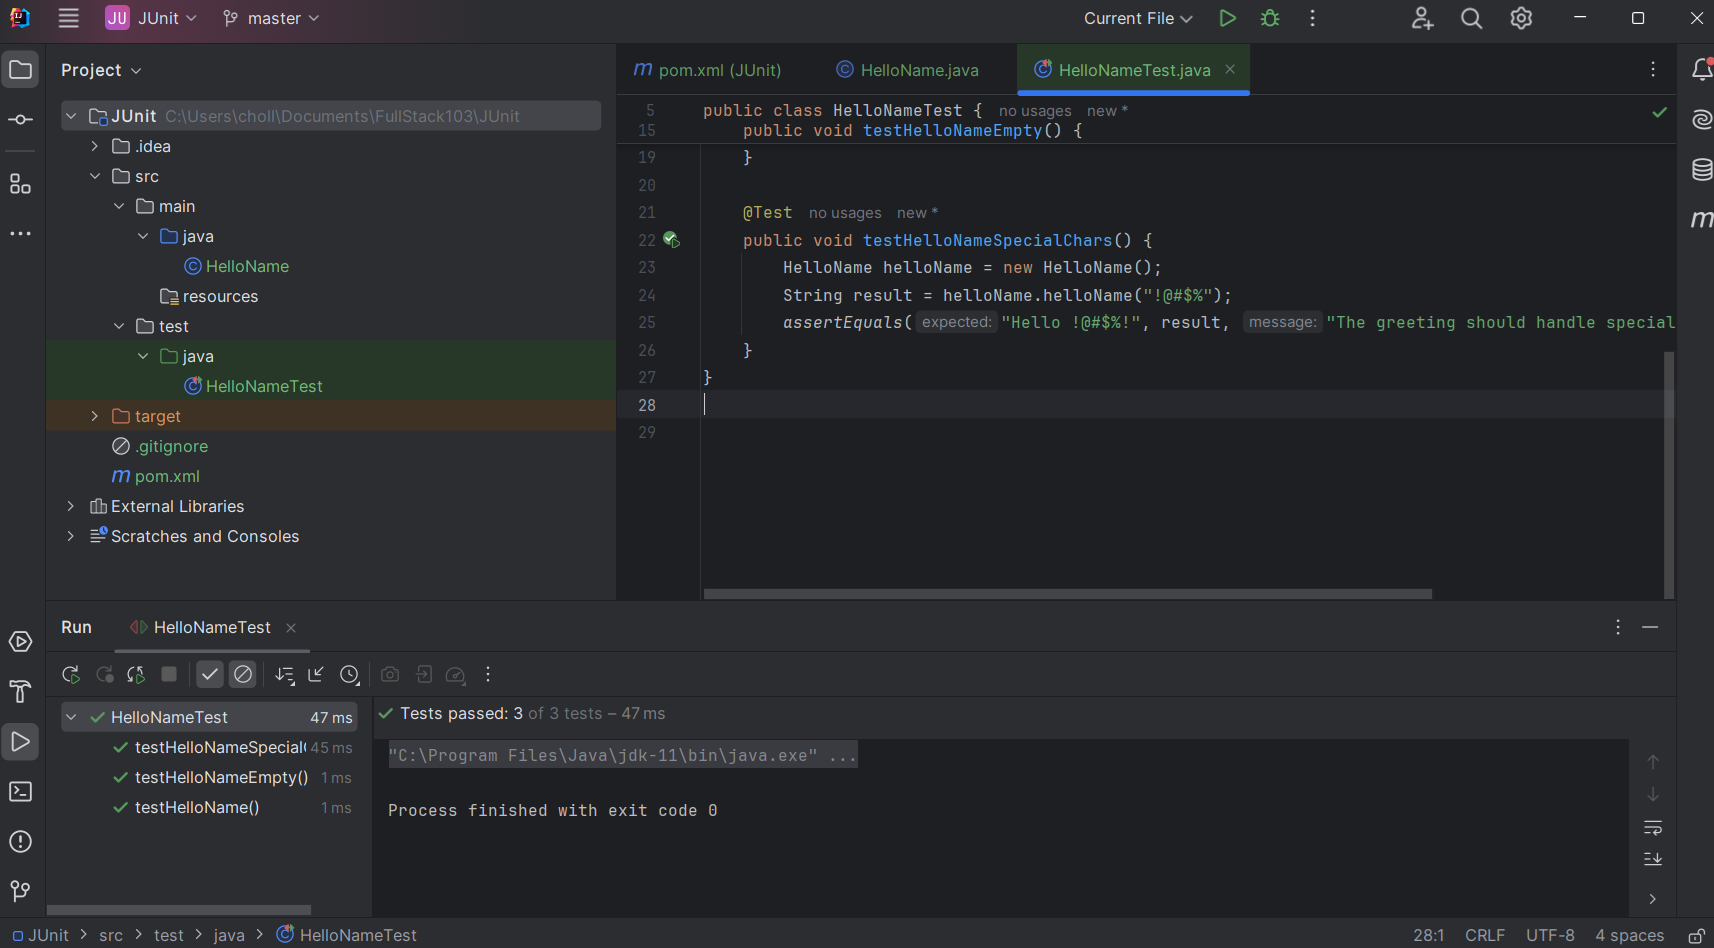 JU JUnit master Current File
Project
pom.xml (JUnit) HelloName.java HelloNameTest.java
JUnit C:\Users\choll\Documents\FullStack103\JUnit
.idea
src
main
java
HelloName
resources
test
java
HelloNameTest
target
.gitignore
pom.xml
External Libraries
Scratches and Consoles
5 public class HelloNameTest { no usages new *
15 public void testHelloNameEmpty() {
19 }
20
21 @Test no usages new *
22 public void testHelloNameSpecialChars() {
23 HelloName helloName = new HelloName();
24 String result = helloName.helloName("!@#$%");
25 assertEquals( expected: "Hello !@#$%!", result, message: "The greeting should handle special
26 }
27 }
28
29
Run HelloNameTest
HelloNameTest 47 ms
testHelloNameSpecial 45 ms
testHelloNameEmpty() 1 ms
testHelloName() 1 ms
Tests passed: 3 of 3 tests – 47 ms
"C:\Program Files\Java\jdk-11\bin\java.exe" ...
Process finished with exit code 0
JUnit > src > test > java > HelloNameTest 28:1 CRLF UTF-8 4 spaces